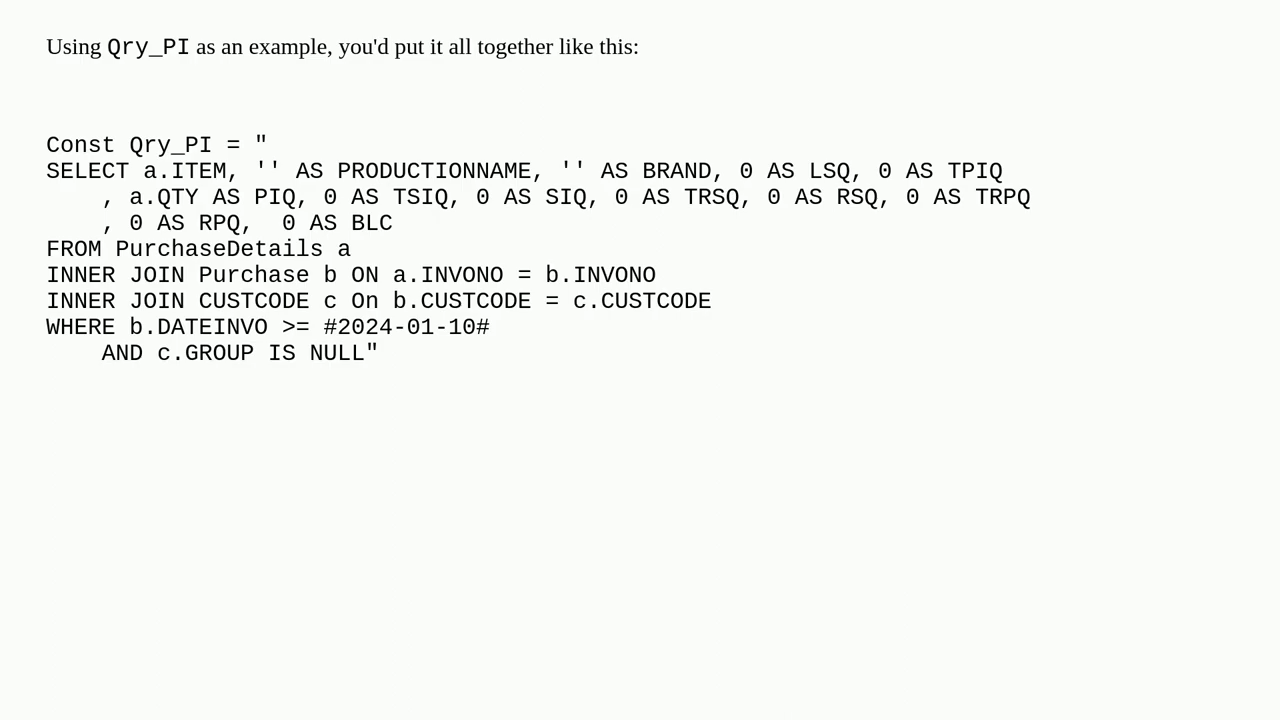 Using Qry_PI as an example, you'd put it all together like this:
Const Qry_PI = "
SELECT a.ITEM, '' AS PRODUCTIONNAME, '' AS BRAND, 0 AS LSQ, 0 AS TPIQ
    , a.QTY AS PIQ, 0 AS TSIQ, 0 AS SIQ, 0 AS TRSQ, 0 AS RSQ, 0 AS TRPQ
    , 0 AS RPQ,  0 AS BLC
FROM PurchaseDetails a
INNER JOIN Purchase b ON a.INVONO = b.INVONO
INNER JOIN CUSTCODE c On b.CUSTCODE = c.CUSTCODE
WHERE b.DATEINVO >= #2024-01-10#
    AND c.GROUP IS NULL"